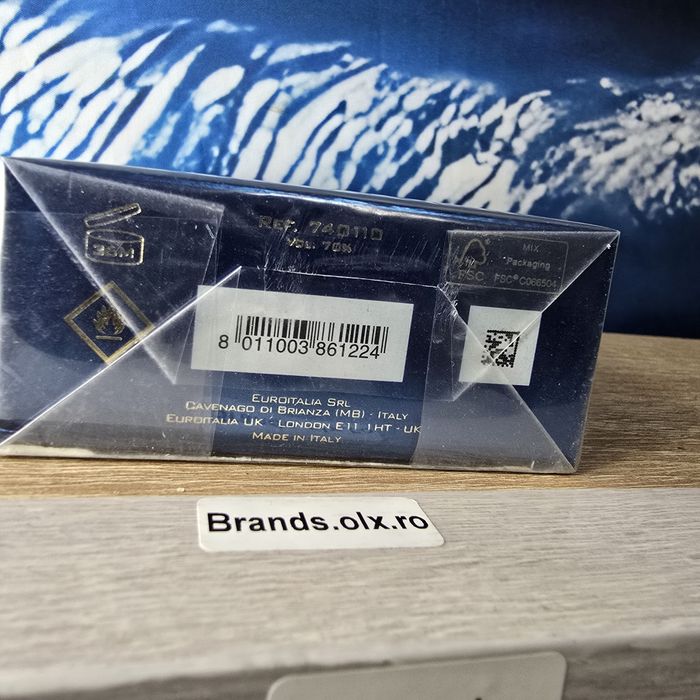 REF. 740110
VOL. 70%
36M
MIX
Packaging
FSC
FSC® C066504
8 011003 861224
EUROITALIA SRL
CAVENAGO DI BRIANZA (MB) - ITALY
EUROITALIA UK - LONDON E11 1HT - UK
MADE IN ITALY
Brands.olx.ro